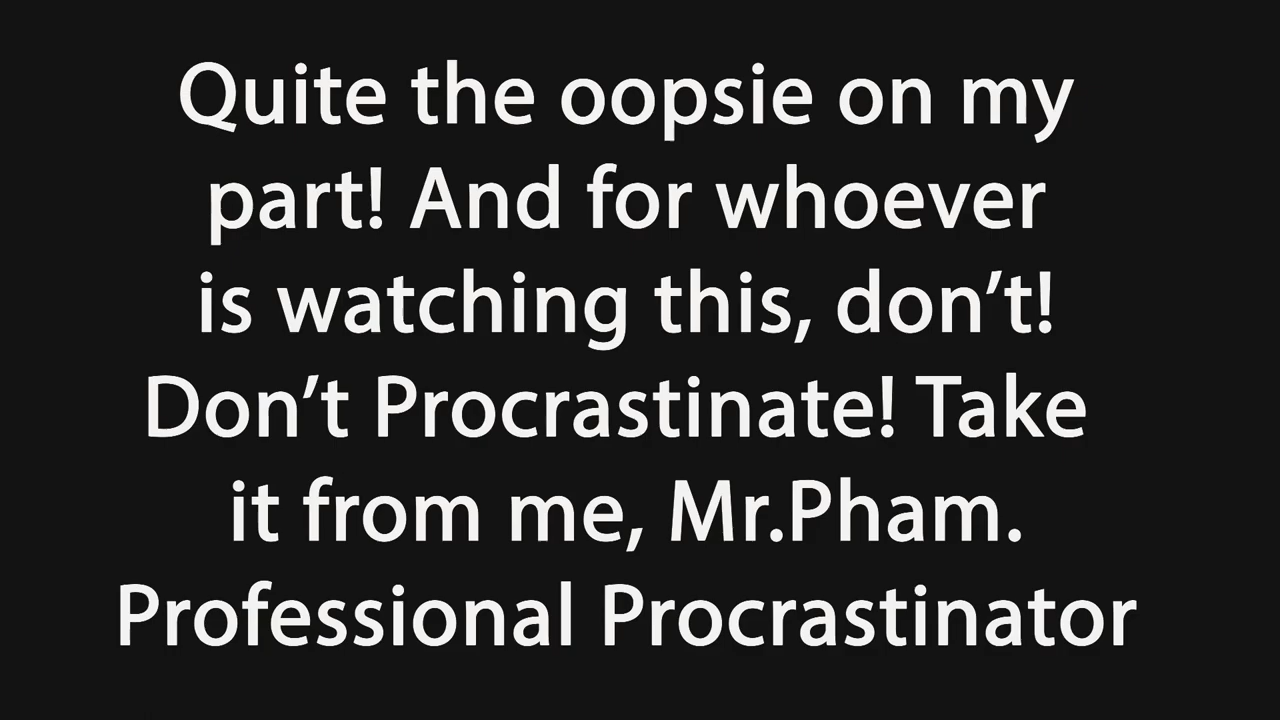 Quite the oopsie on my
part! And for whoever
is watching this, don’t!
Don’t Procrastinate! Take
it from me, Mr.Pham.
Professional Procrastinator